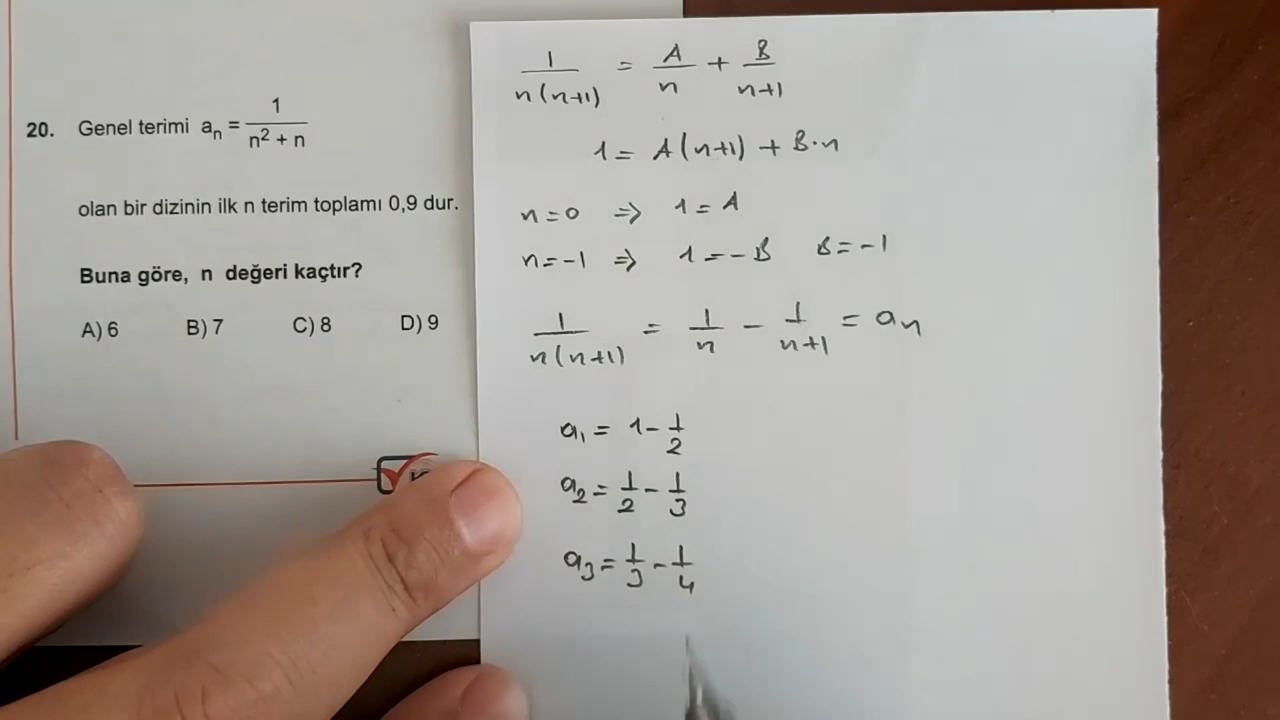 20. Genel terimi aₙ = 1/(n² + n)
olan bir dizinin ilk n terim toplamı 0,9 dur.
Buna göre, n değeri kaçtır?
A) 6 B) 7 C) 8 D) 9
1/(n(n+1)) = A/n + B/(n+1)
1 = A(n+1) + B·n
n=0 ⇒ 1=A
n=-1 ⇒ 1=-B B=-1
1/(n(n+1)) = 1/n - 1/(n+1) = aₙ
a₁ = 1 - 1/2
a₂ = 1/2 - 1/3
a₃ = 1/3 - 1/4